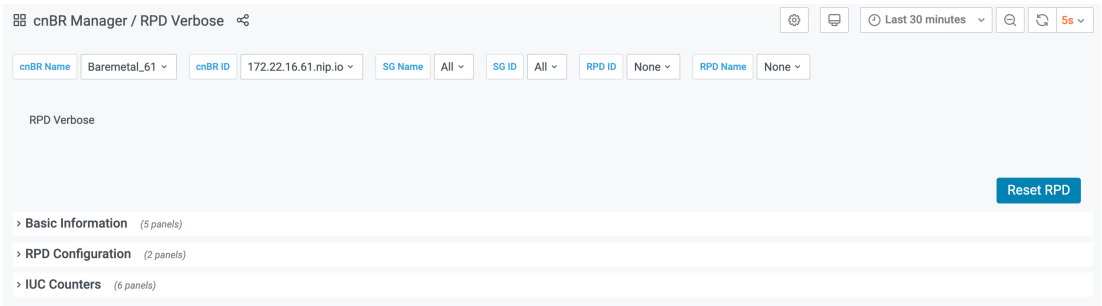 cnBR Manager / RPD Verbose Last 30 minutes 5s
cnBR Name Baremetal_61 cnBR ID 172.22.16.61.nip.io SG Name All SG ID All RPD ID None RPD Name None
RPD Verbose
Reset RPD
Basic Information (5 panels)
RPD Configuration (2 panels)
IUC Counters (6 panels)